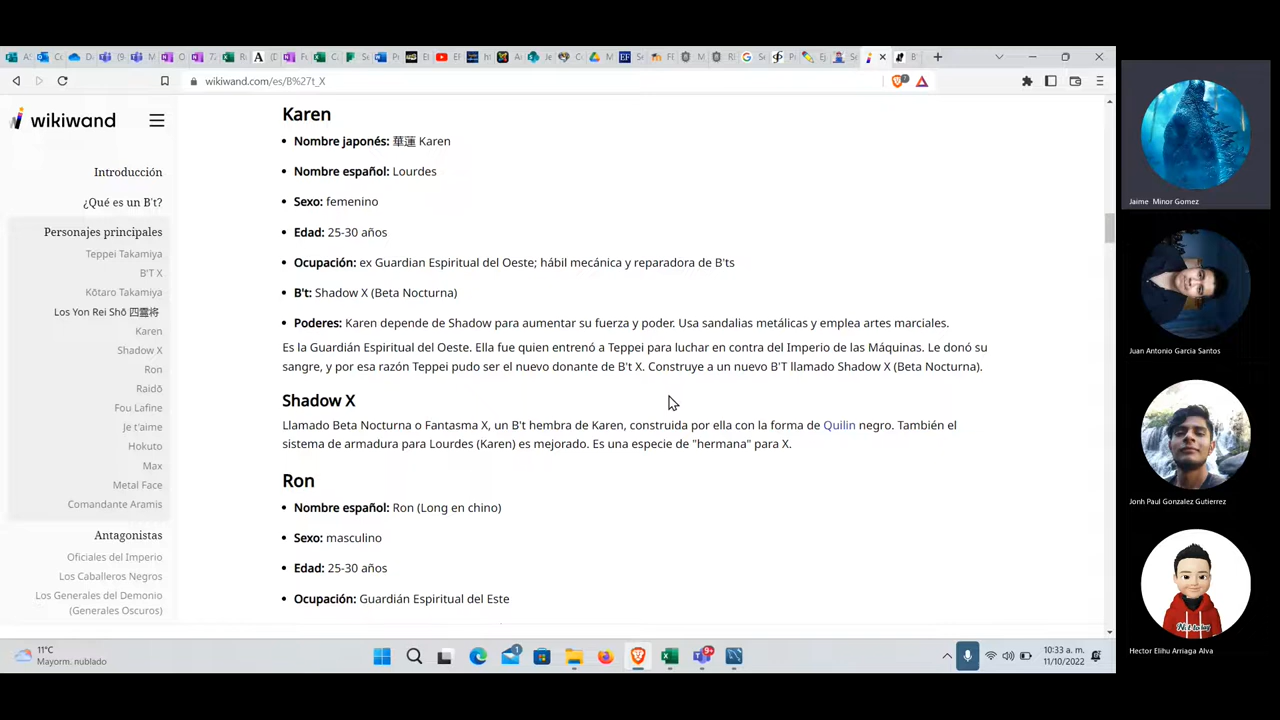 wikiwand.com/es/B%27t_X
wikiwand
Introducción
¿Qué es un B't?
Personajes principales
Teppei Takamiya
B'T X
Kōtaro Takamiya
Los Yon Rei Shō 四霊将
Karen
Shadow X
Ron
Raidō
Fou Lafine
Je t'aime
Hokuto
Max
Metal Face
Comandante Aramis
Antagonistas
Oficiales del Imperio
Los Caballeros Negros
Los Generales del Demonio
(Generales Oscuros)
Karen
• Nombre japonés: 華蓮 Karen
• Nombre español: Lourdes
• Sexo: femenino
• Edad: 25-30 años
• Ocupación: ex Guardian Espiritual del Oeste; hábil mecánica y reparadora de B'ts
• B't: Shadow X (Beta Nocturna)
• Poderes: Karen depende de Shadow para aumentar su fuerza y poder. Usa sandalias metálicas y emplea artes marciales.
Es la Guardián Espiritual del Oeste. Ella fue quien entrenó a Teppei para luchar en contra del Imperio de las Máquinas. Le donó su
sangre, y por esa razón Teppei pudo ser el nuevo donante de B't X. Construye a un nuevo B'T llamado Shadow X (Beta Nocturna).
Shadow X
Llamado Beta Nocturna o Fantasma X, un B't hembra de Karen, construida por ella con la forma de Quilin negro. También el
sistema de armadura para Lourdes (Karen) es mejorado. Es una especie de "hermana" para X.
Ron
• Nombre español: Ron (Long en chino)
• Sexo: masculino
• Edad: 25-30 años
• Ocupación: Guardián Espiritual del Este
Jaime Minor Gomez
Juan Antonio Garcia Santos
Jonh Paul Gonzalez Gutierrez
Hector Elihu Arriaga Alva
11°C
Mayorm. nublado
10:33 a. m.
11/10/2022